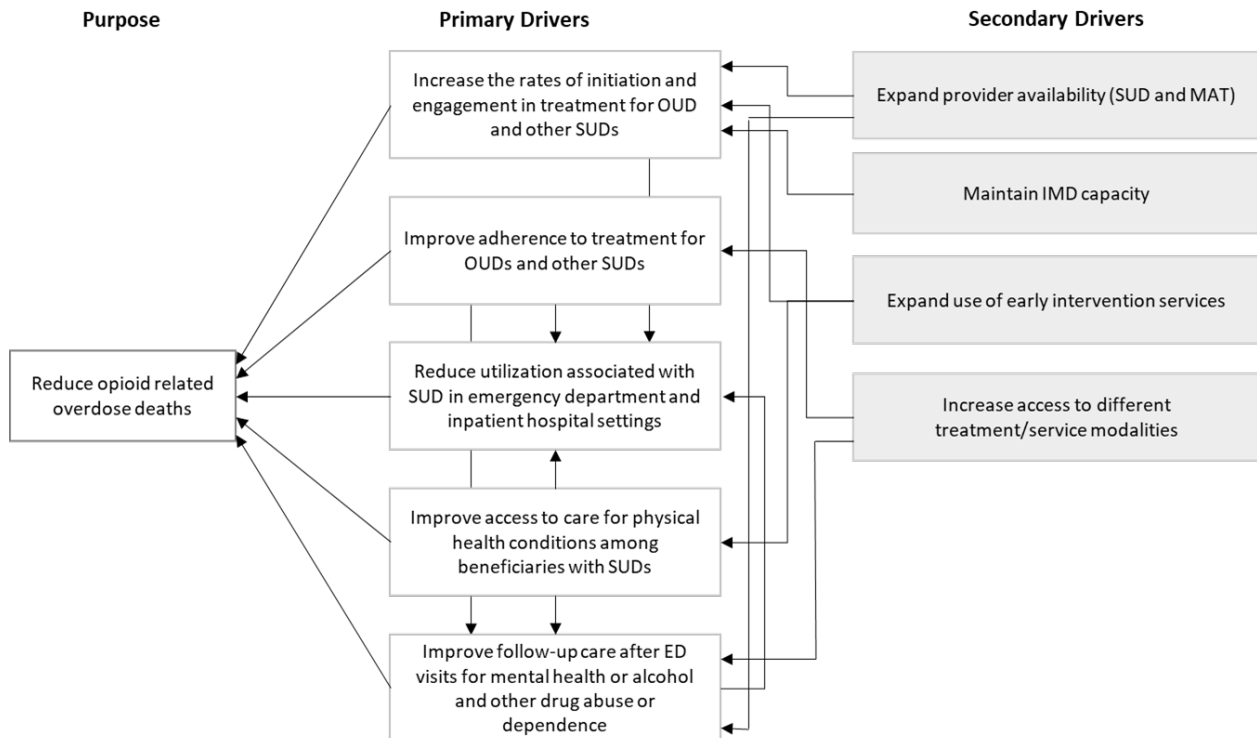 Purpose
Primary Drivers
Secondary Drivers
Increase the rates of initiation and
engagement in treatment for OUD
and other SUDs
Improve adherence to treatment for
OUDs and other SUDs
Reduce opioid related
overdose deaths
Reduce utilization associated with
SUD in emergency department and
inpatient hospital settings
Improve access to care for physical
health conditions among
beneficiaries with SUDs
Improve follow-up care after ED
visits for mental health or alcohol
and other drug abuse or
dependence
Expand provider availability (SUD and MAT)
Maintain IMD capacity
Expand use of early intervention services
Increase access to different
treatment/service modalities